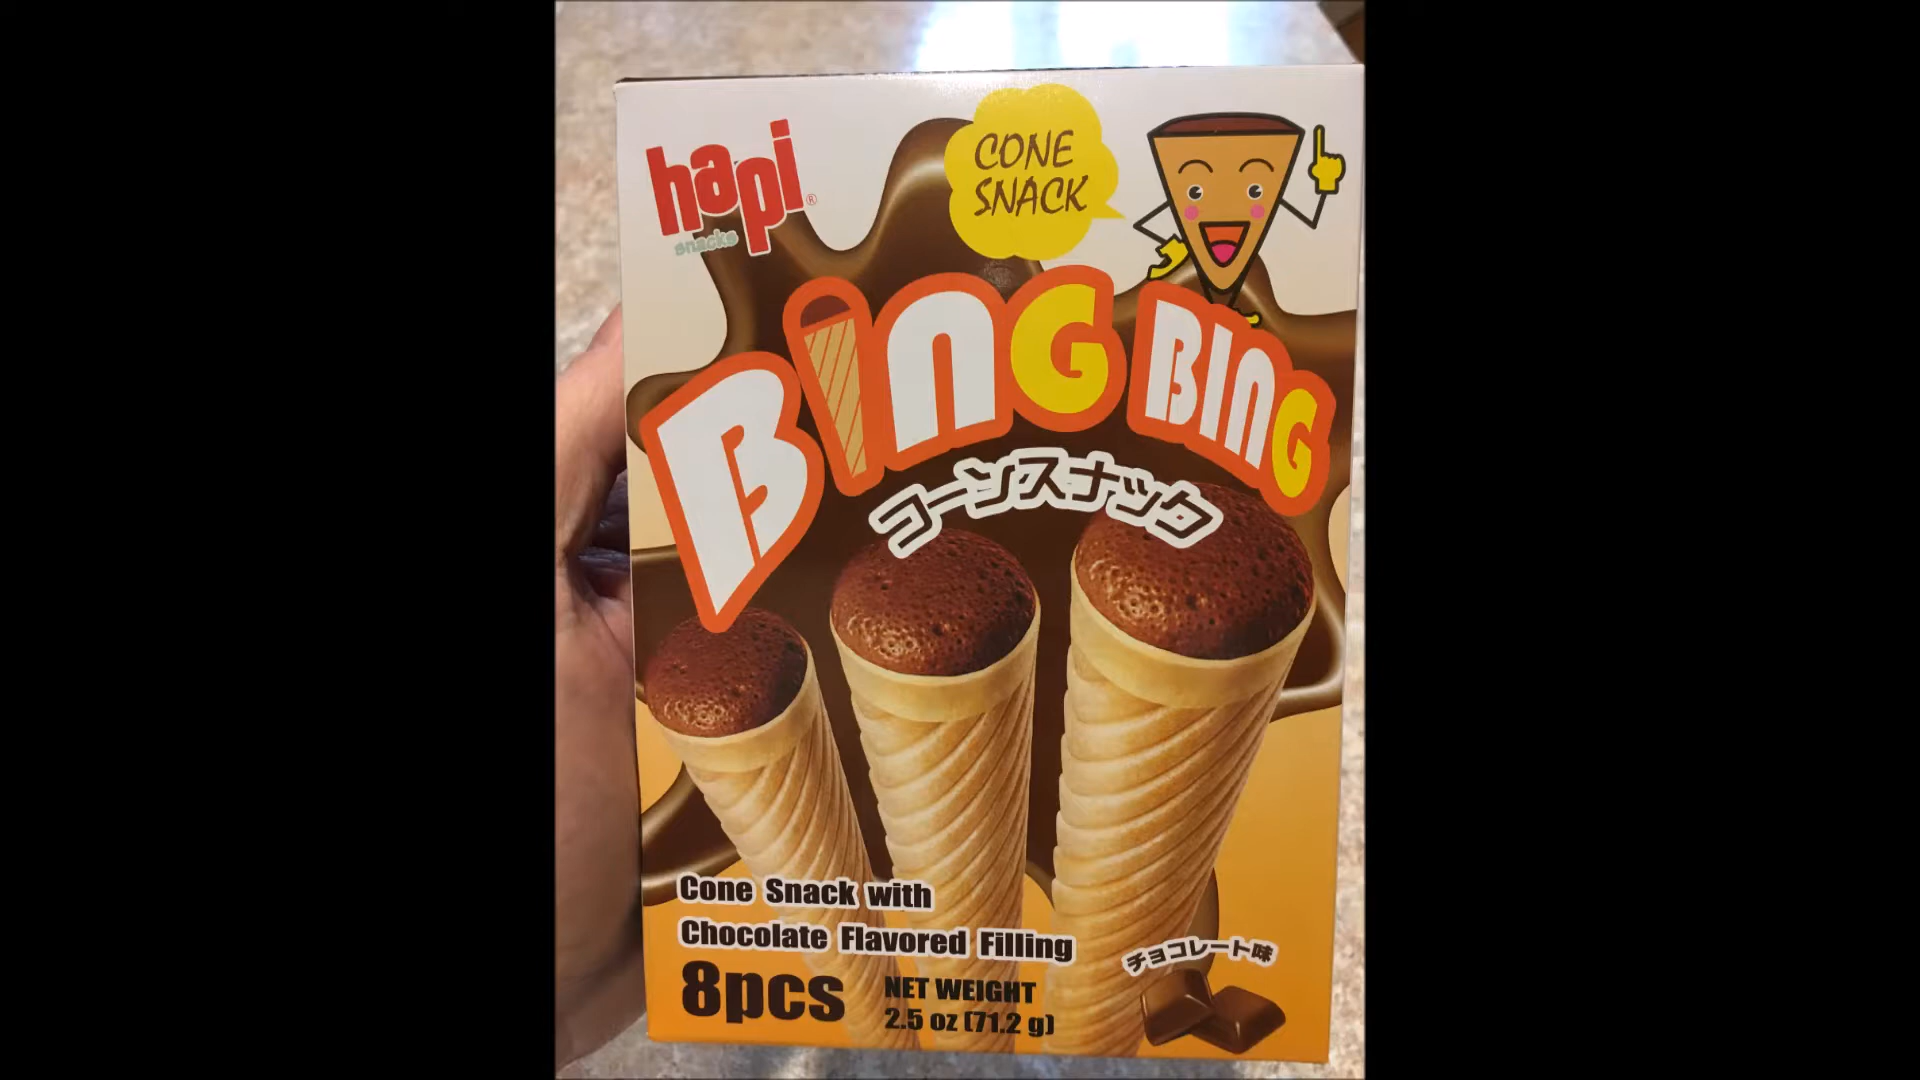 hapi®
snacks
CONE
SNACK
BiNG BING
コーンスナック
Cone Snack with
Chocolate Flavored Filling
8pcs
NET WEIGHT
2.5 oz (71.2 g)
チョコレート味